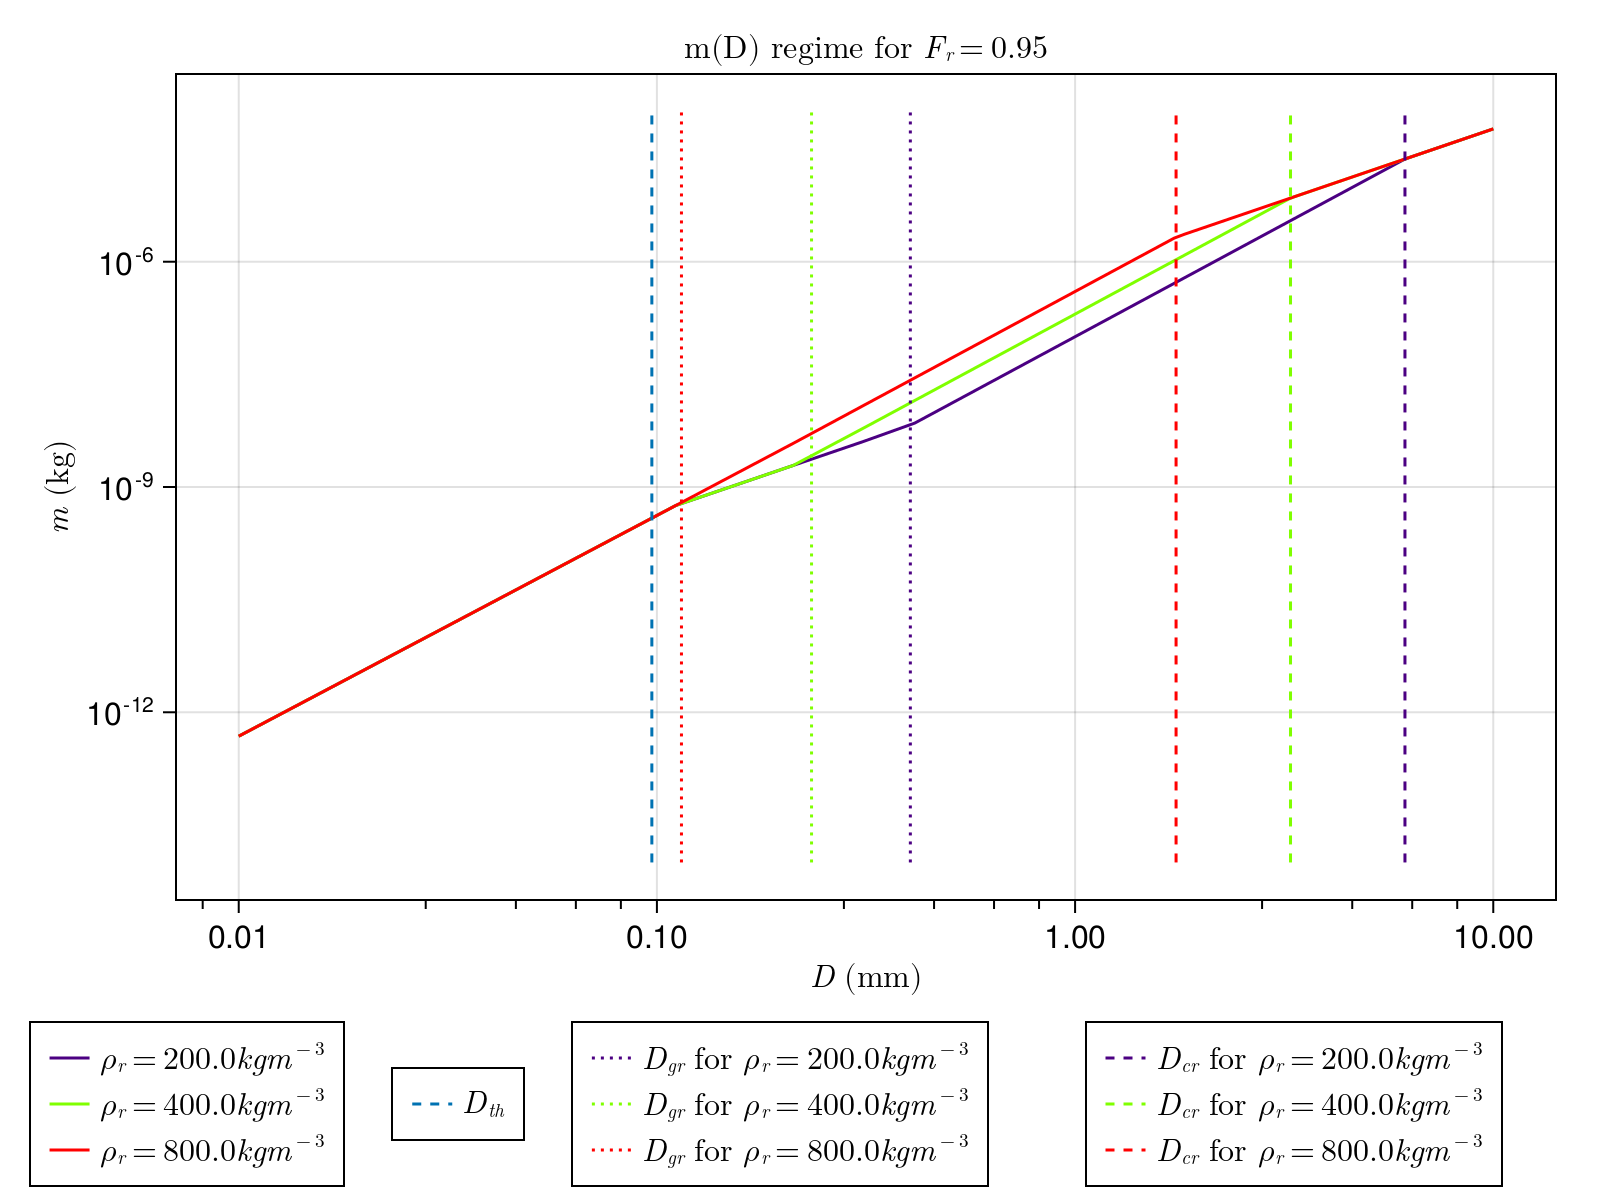 m(D) regime for F_r = 0.95
10^-6
10^-9
10^-12
m (kg)
0.01 0.10 1.00 10.00
D (mm)
ρ_r = 200.0kgm^−3
ρ_r = 400.0kgm^−3
ρ_r = 800.0kgm^−3
D_th
D_gr for ρ_r = 200.0kgm^−3
D_gr for ρ_r = 400.0kgm^−3
D_gr for ρ_r = 800.0kgm^−3
D_cr for ρ_r = 200.0kgm^−3
D_cr for ρ_r = 400.0kgm^−3
D_cr for ρ_r = 800.0kgm^−3